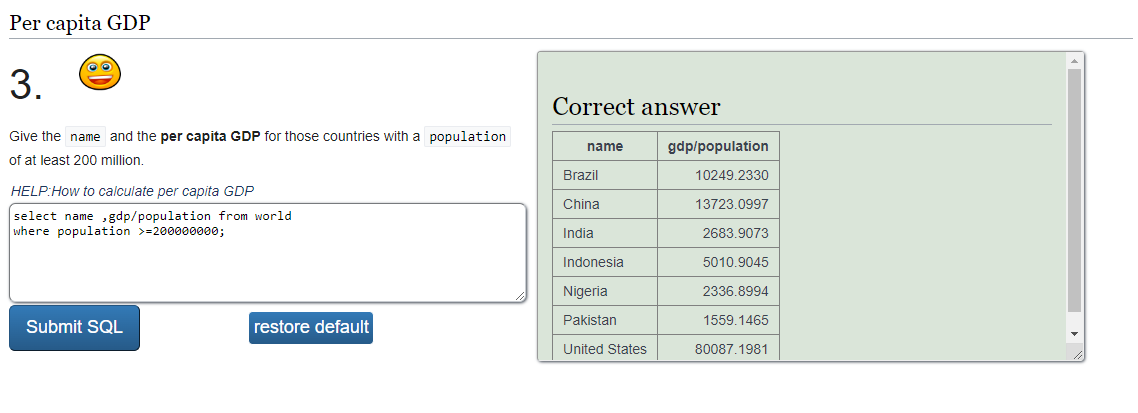 Per capita GDP
3.
Give the name and the per capita GDP for those countries with a population
of at least 200 million.
HELP:How to calculate per capita GDP
select name ,gdp/population from world
where population >=200000000;
Submit SQL
restore default
Correct answer
name gdp/population
Brazil 10249.2330
China 13723.0997
India 2683.9073
Indonesia 5010.9045
Nigeria 2336.8994
Pakistan 1559.1465
United States 80087.1981